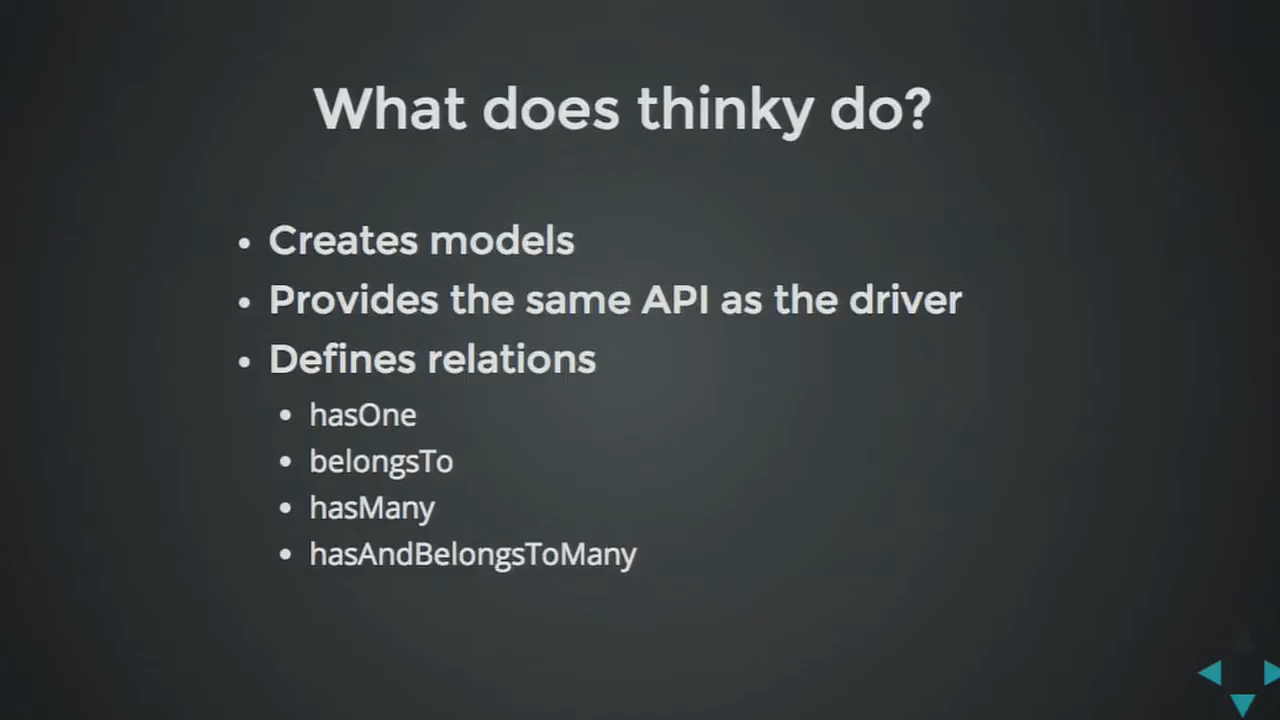 What does thinky do?
Creates models
Provides the same API as the driver
Defines relations
hasOne
belongsTo
hasMany
hasAndBelongsToMany